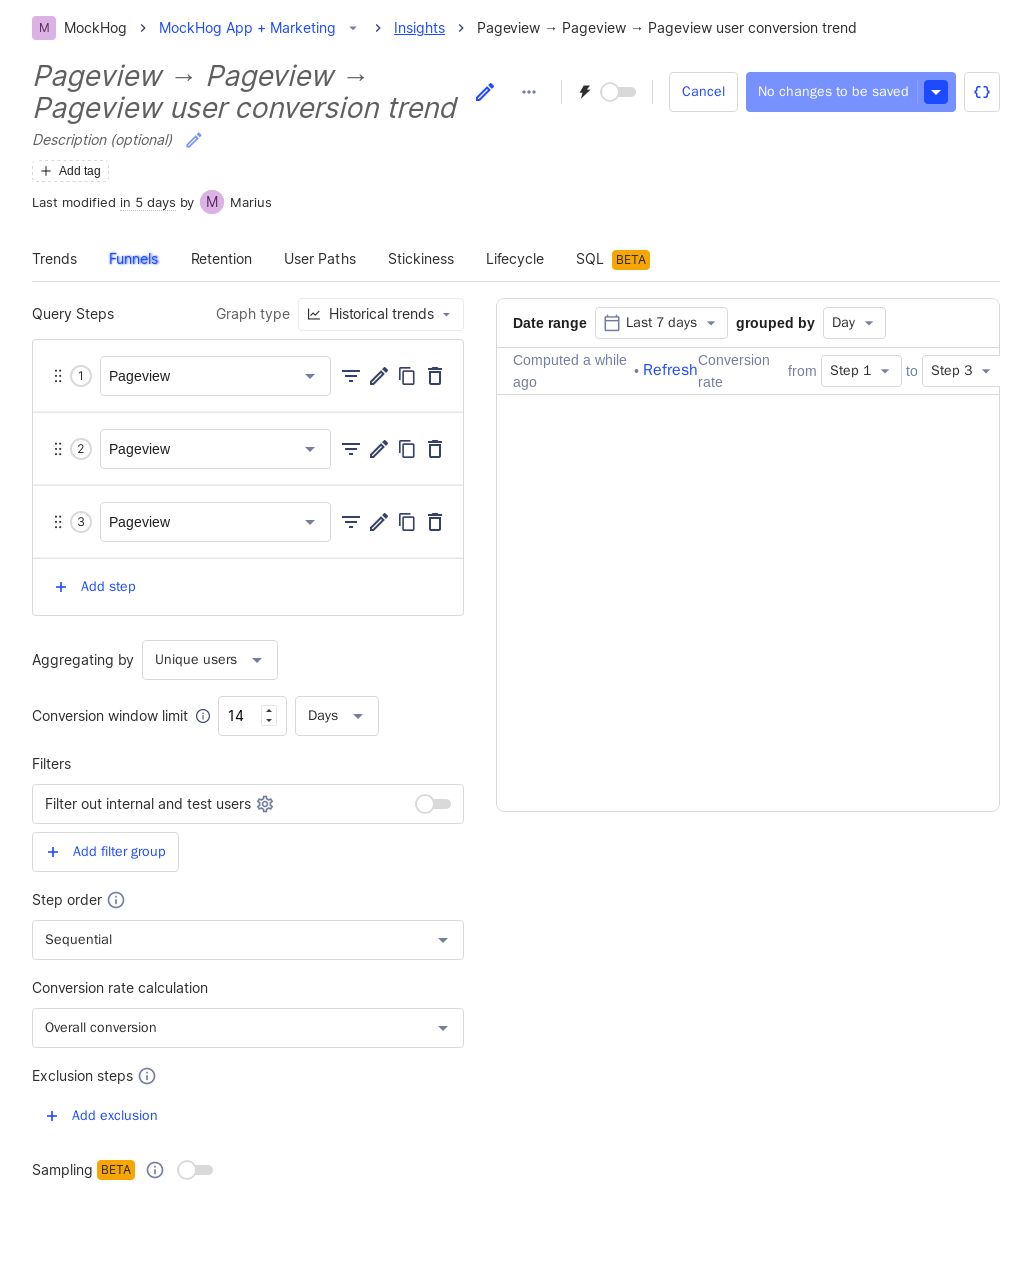 M MockHog > MockHog App + Marketing > Insights > Pageview → Pageview → Pageview user conversion trend
Pageview → Pageview →
Pageview user conversion trend
Cancel
No changes to be saved
Description (optional)
Add tag
Last modified in 5 days by M Marius
Trends Funnels Retention User Paths Stickiness Lifecycle SQL BETA
Query Steps
Graph type Historical trends
1 Pageview
2 Pageview
3 Pageview
+ Add step
Aggregating by Unique users
Conversion window limit 14 Days
Filters
Filter out internal and test users
+ Add filter group
Step order
Sequential
Conversion rate calculation
Overall conversion
Exclusion steps
+ Add exclusion
Sampling BETA
Date range Last 7 days grouped by Day
Computed a while
ago
• Refresh
Conversion
rate
from Step 1 to Step 3